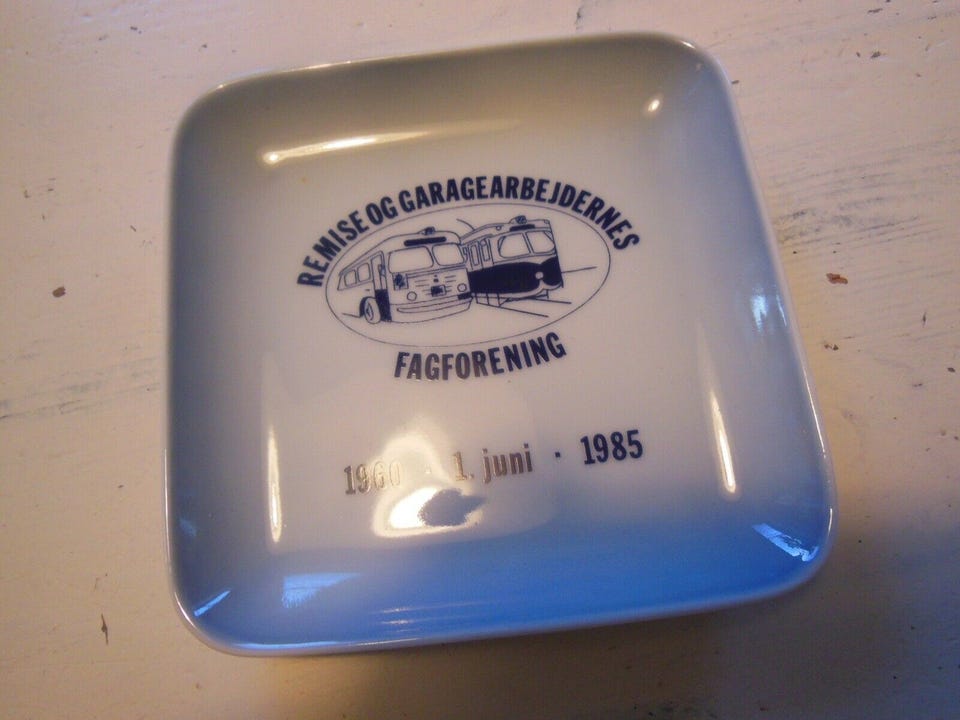 REMISE OG GARAGEARBEJDERNES
FAGFORENING
1960 · 1. juni · 1985